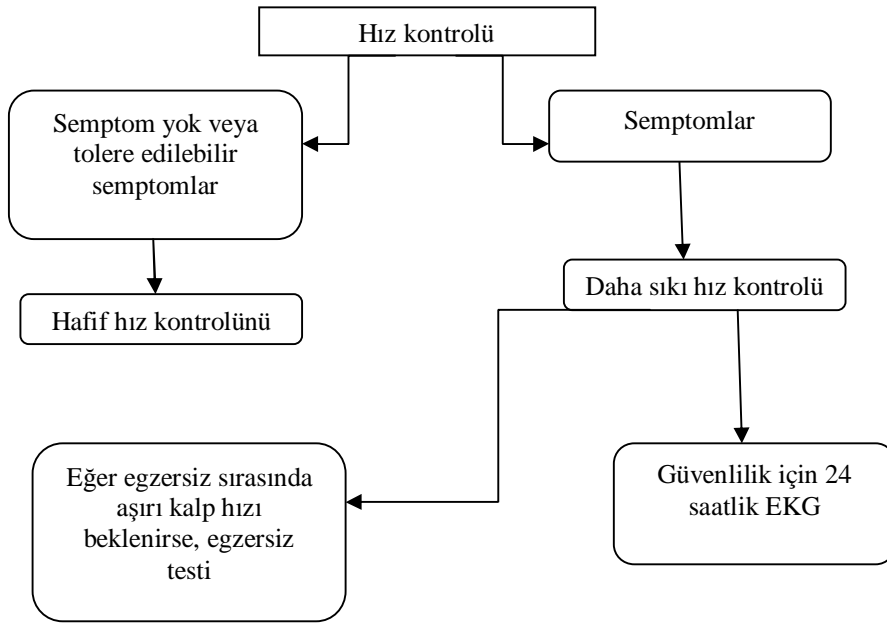 Hız kontrolü
Semptom yok veya
tolere edilebilir
semptomlar
Semptomlar
Hafif hız kontrolünü
Daha sıkı hız kontrolü
Eğer egzersiz sırasında
aşırı kalp hızı
beklenirse, egzersiz
testi
Güvenlilik için 24
saatlik EKG